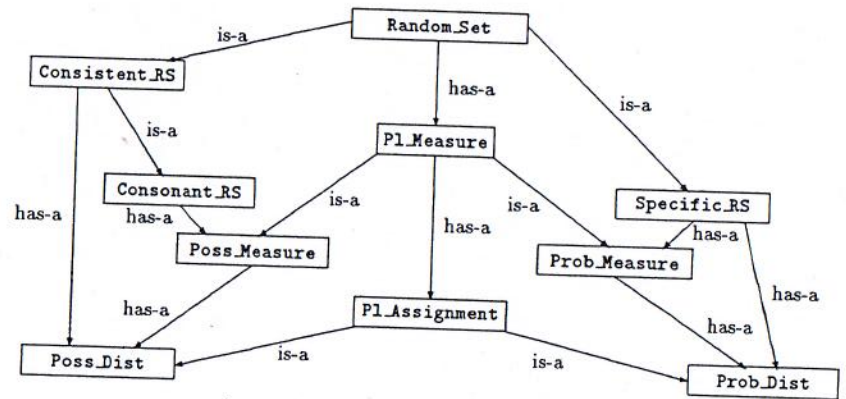 Random_Set
is-a
Consistent_RS
has-a
is-a
is-a
Pl_Measure
Consonant_RS
Specific_RS
has-a
has-a
is-a
has-a
is-a
has-a
Poss_Measure
Prob_Measure
has-a
has-a
Pl_Assignment
has-a
Poss_Dist
is-a
is-a
Prob_Dist